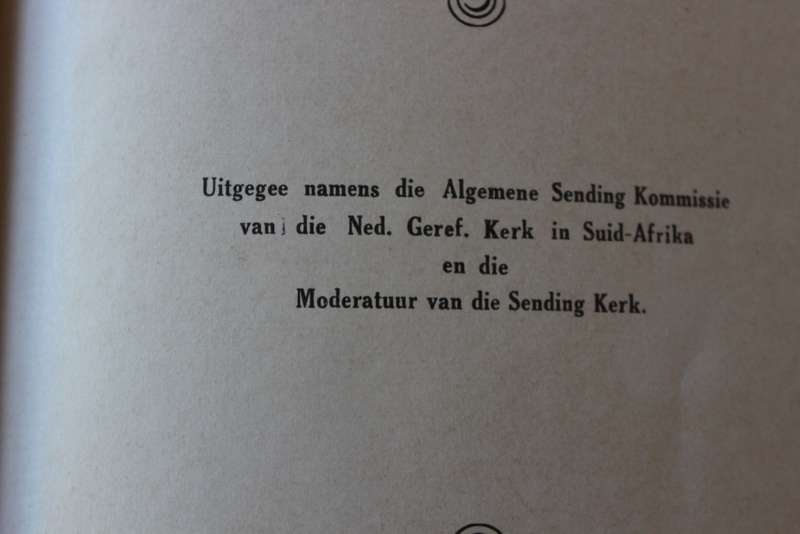 Uitgegee namens die Algemene Sending Kommissie
van die Ned. Geref. Kerk in Suid-Afrika
en die
Moderatuur van die Sending Kerk.